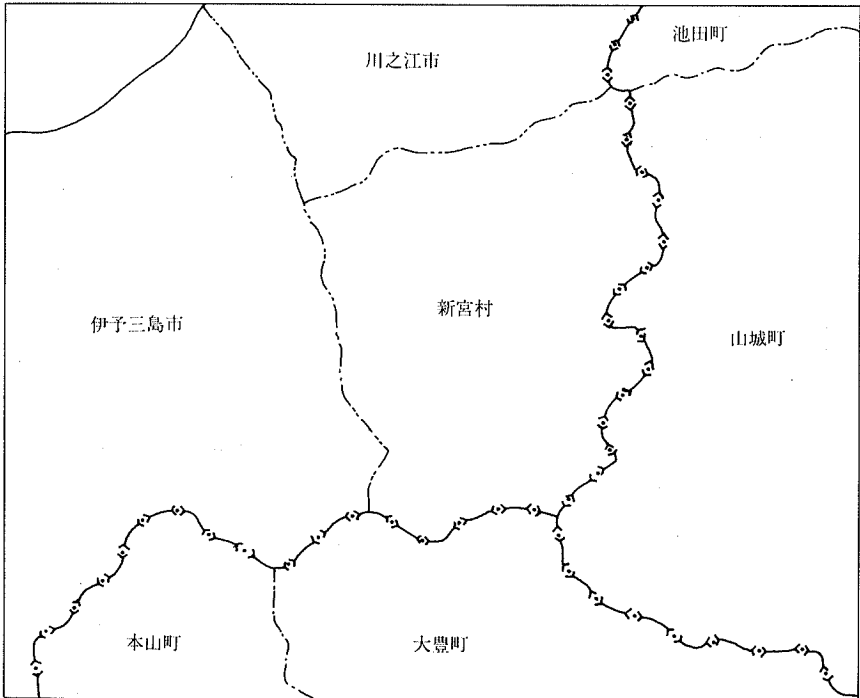 池田町
川之江市
伊予三島市
新宮村
山城町
本山町
大豊町